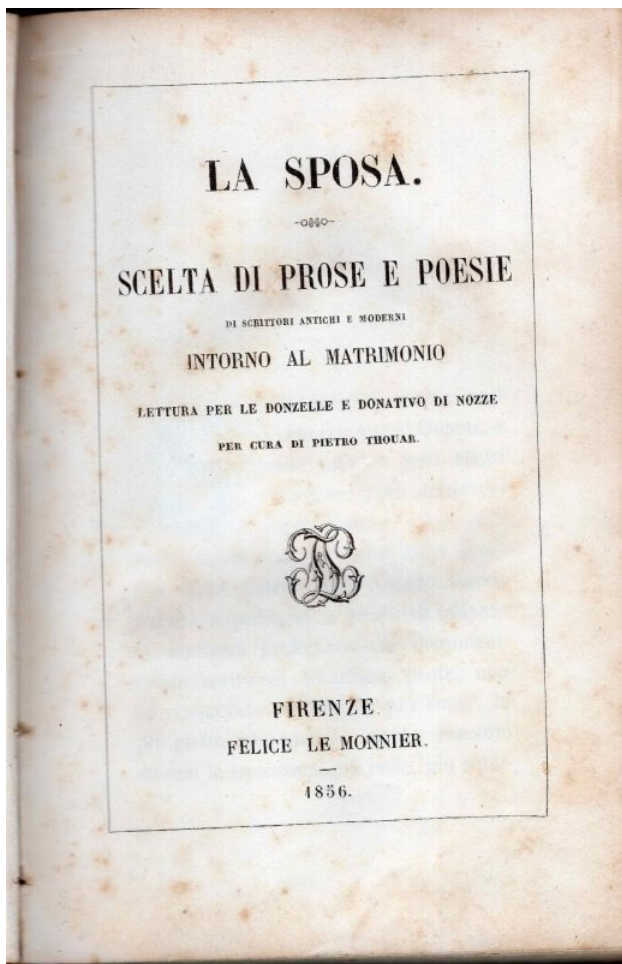 LA SPOSA.
SCELTA DI PROSE E POESIE
DI SCRITTORI ANTICHI E MODERNI
INTORNO AL MATRIMONIO
LETTURA PER LE DONZELLE E DONATIVO DI NOZZE
PER CURA DI PIETRO THOUAR.
FIRENZE.
FELICE LE MONNIER.
1856.